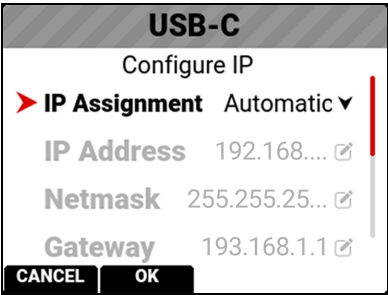 USB-C
Configure IP
IP Assignment Automatic
IP Address 192.168....
Netmask 255.255.25...
Gateway 193.168.1.1
CANCEL OK